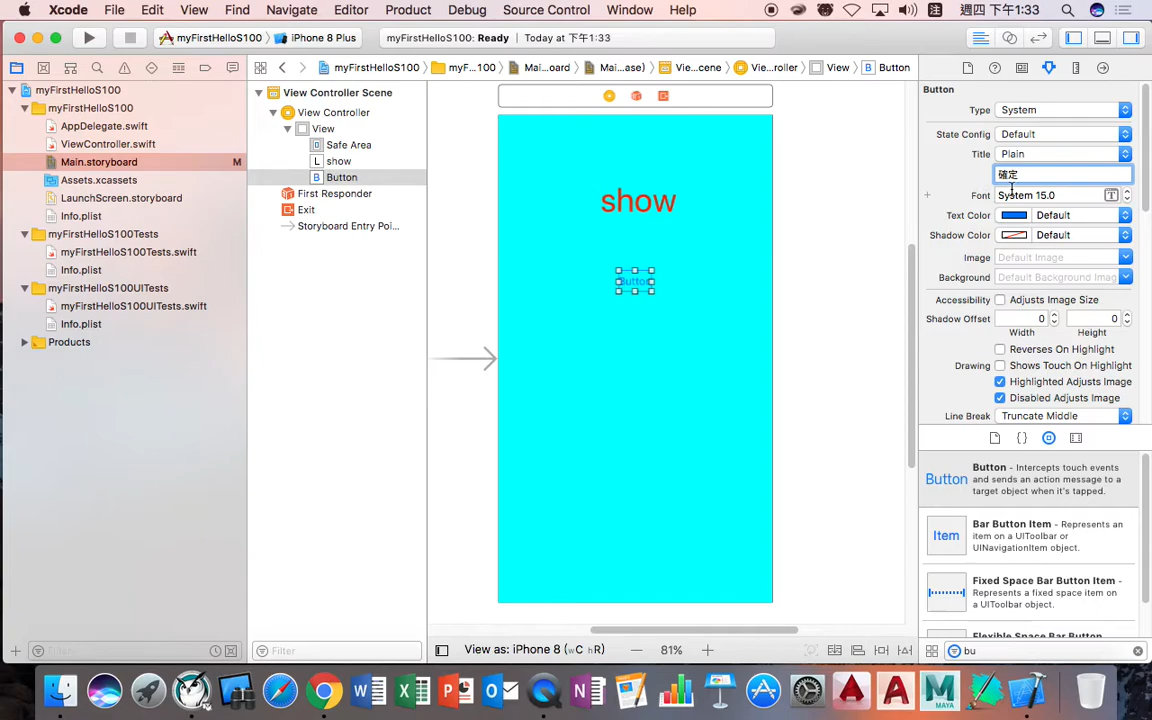 Xcode File Edit View Find Navigate Editor Product Debug Source Control Window Help 注 週四 下午1:33
myFirstHelloS100 iPhone 8 Plus myFirstHelloS100: Ready Today at 下午1:33
myFirstHelloS100 myF...100 Mai...oard Mai...ase) Vie...cene Vie...roller View Button
myFirstHelloS100
myFirstHelloS100
AppDelegate.swift
ViewController.swift
Main.storyboard M
Assets.xcassets
LaunchScreen.storyboard
Info.plist
myFirstHelloS100Tests
myFirstHelloS100Tests.swift
Info.plist
myFirstHelloS100UITests
myFirstHelloS100UITests.swift
Info.plist
Products
View Controller Scene
View Controller
View
Safe Area
L show
B Button
First Responder
Exit
Storyboard Entry Poi...
show
Button
Button
Type System
State Config Default
Title Plain
確定
Font System 15.0
Text Color Default
Shadow Color Default
Image Default Image
Background Default Background Imag
Accessibility Adjusts Image Size
Shadow Offset 0 0
Width Height
Reverses On Highlight
Drawing Shows Touch On Highlight
Highlighted Adjusts Image
Disabled Adjusts Image
Line Break Truncate Middle
Button
Button - Intercepts touch events
and sends an action message to a
target object when it's tapped.
Item
Bar Button Item - Represents an
item on a UIToolbar or
UINavigationItem object.
Fixed Space Bar Button Item -
Represents a fixed space item on
a UIToolbar object.
Flexible Space Bar Button
Filter
Filter
View as: iPhone 8 (wC hR) 81%
bu
MAYA